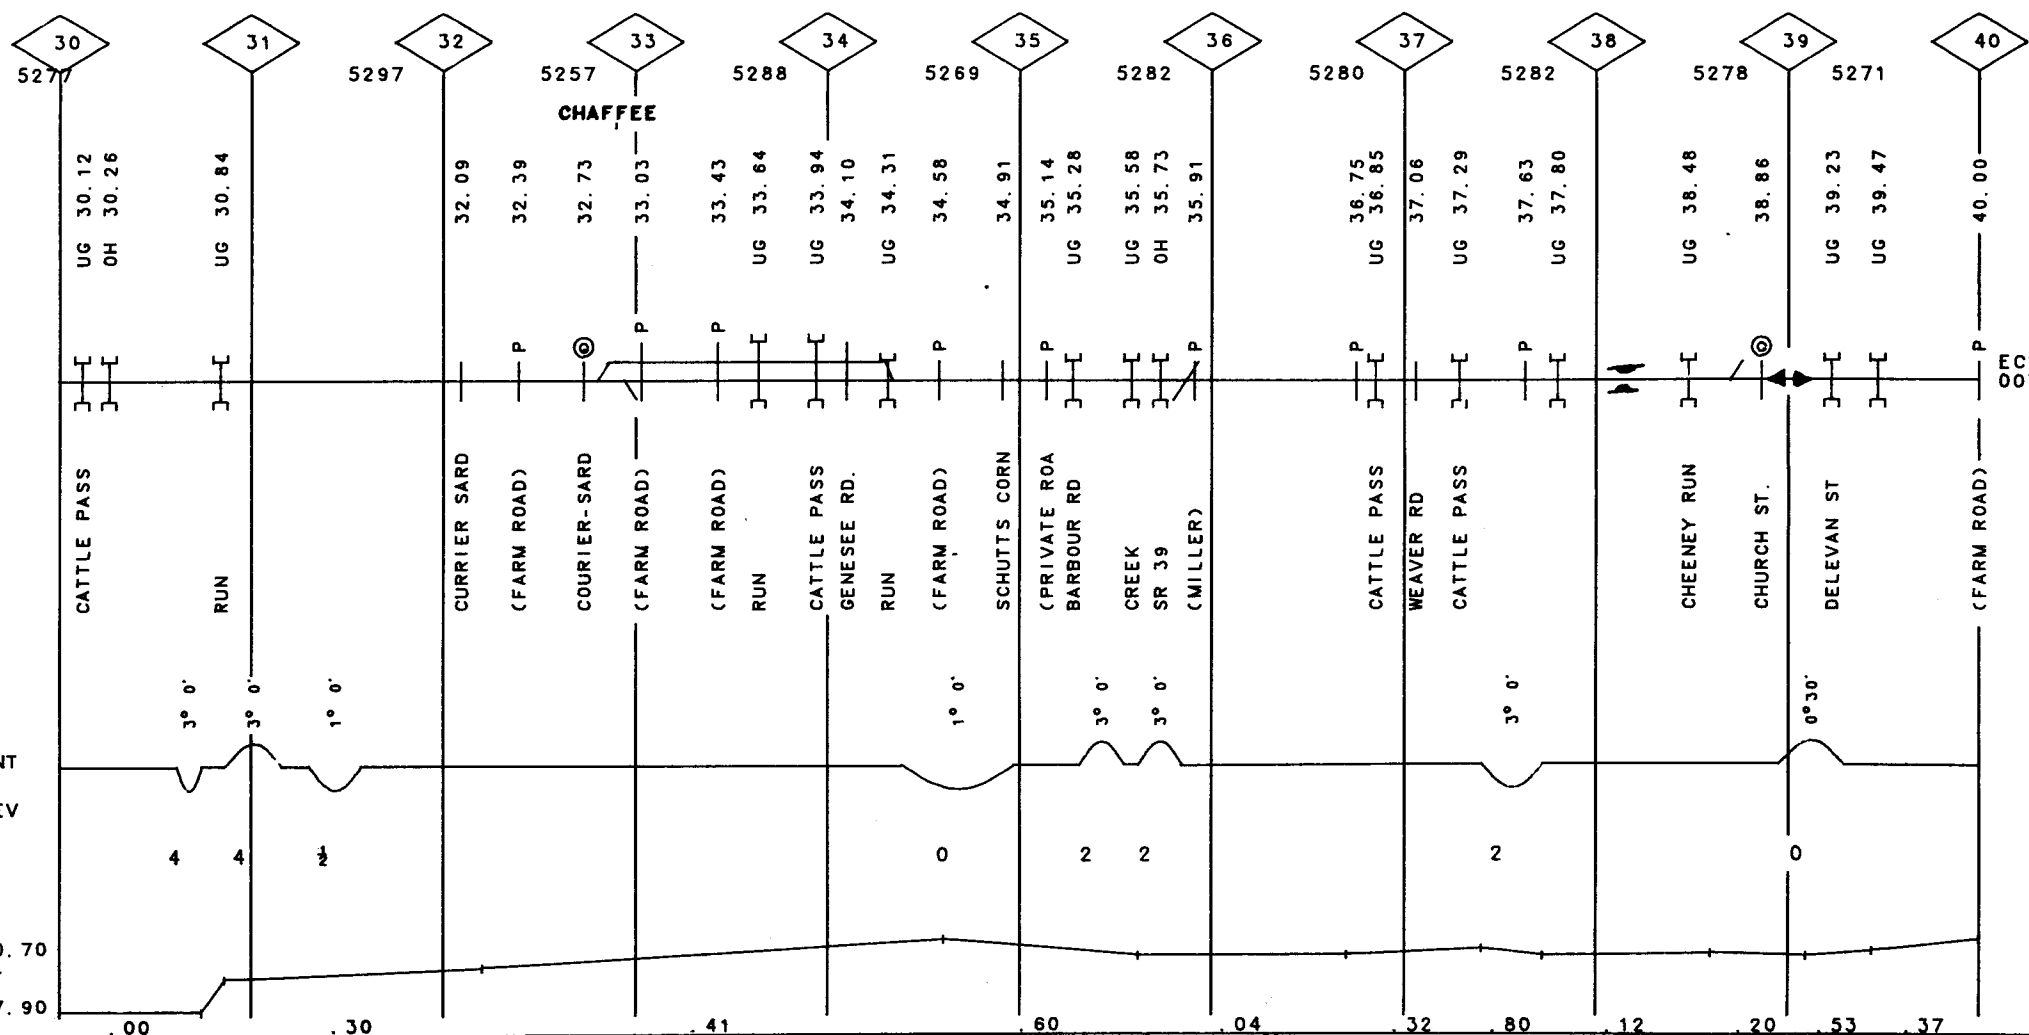 30 31 32 33 34 35 36 37 38 39 40
5277 5297 5257 5288 5269 5282 5280 5282 5278 5271
CHAFFEE
UG 30.12
OH 30.26
UG 30.84
32.09
32.39
32.73
33.03
33.43
UG 33.64
UG 33.94
34.10
UG 34.31
34.58
34.91
35.14
UG 35.28
UG 35.58
OH 35.73
35.91
36.75
UG 36.85
37.06
UG 37.29
37.63
UG 37.80
UG 38.48
38.86
UG 39.23
UG 39.47
40.00
P P P P P P P P P
EC
00
CATTLE PASS
RUN
CURRIER SARD
(FARM ROAD)
COURIER-SARD
(FARM ROAD)
(FARM ROAD)
RUN
CATTLE PASS
GENESEE RD.
RUN
(FARM ROAD)
SCHUTTS CORN
(PRIVATE ROA
BARBOUR RD
CREEK
SR 39
(MILLER)
CATTLE PASS
WEAVER RD
CATTLE PASS
CHEENEY RUN
CHURCH ST.
DELEVAN ST
(FARM ROAD)
3° 0' 3° 0' 1° 0' 1° 0' 3° 0' 3° 0' 3° 0' 0°30'
NT
EV
4 4 ½ 0 2 2 2 0
.70
.90
.00 .30 .41 .60 .04 .32 .80 .12 .20 .53 .37